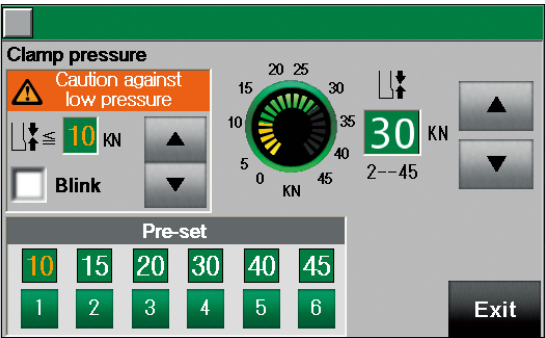 Clamp pressure
Caution against
low pressure
≦ 10 KN
Blink
20 25
15 30
10 35
5 40
0 45
KN
30 KN
2--45
Pre-set
10 15 20 30 40 45
1 2 3 4 5 6
Exit